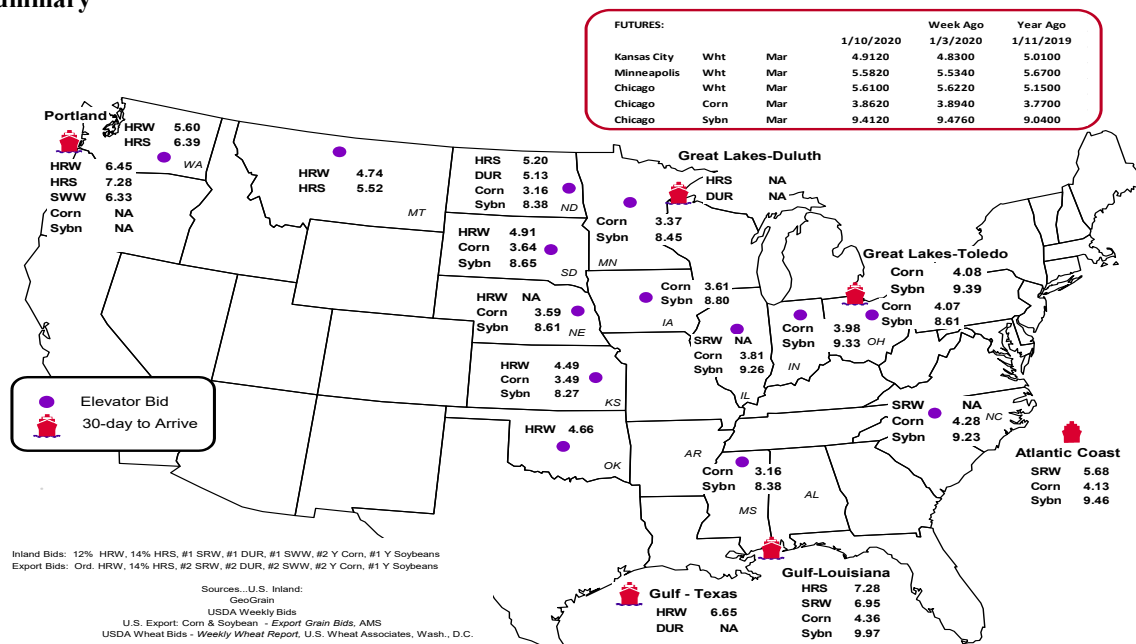 ummary
FUTURES: Week Ago Year Ago
1/10/2020 1/3/2020 1/11/2019
Kansas City Wht Mar 4.9120 4.8300 5.0100
Minneapolis Wht Mar 5.5820 5.5340 5.6700
Chicago Wht Mar 5.6100 5.6220 5.1500
Chicago Corn Mar 3.8620 3.8940 3.7700
Chicago Sybn Mar 9.4120 9.4760 9.0400
Portland
HRW 6.45
HRS 7.28
SWW 6.33
Corn NA
Sybn NA
HRW 5.60
HRS 6.39
WA
HRW 4.74
HRS 5.52
MT
HRS 5.20
DUR 5.13
Corn 3.16
Sybn 8.38
ND
HRW 4.91
Corn 3.64
Sybn 8.65
SD
HRW NA
Corn 3.59
Sybn 8.61
NE
HRW 4.49
Corn 3.49
Sybn 8.27
KS
HRW 4.66
OK
Corn 3.37
Sybn 8.45
MN
Great Lakes-Duluth
HRS NA
DUR NA
Corn 3.61
Sybn 8.80
IA
SRW NA
Corn 3.81
Sybn 9.26
IL
Corn 3.98
Sybn 9.33
IN
Great Lakes-Toledo
Corn 4.08
Sybn 9.39
Corn 4.07
Sybn 8.61
OH
SRW NA
Corn 4.28
Sybn 9.23
NC
Atlantic Coast
SRW 5.68
Corn 4.13
Sybn 9.46
AR
Corn 3.16
Sybn 8.38
MS
AL
Gulf-Louisiana
HRS 7.28
SRW 6.95
Corn 4.36
Sybn 9.97
Gulf - Texas
HRW 6.65
DUR NA
Elevator Bid
30-day to Arrive
Inland Bids: 12% HRW, 14% HRS, #1 SRW, #1 DUR, #1 SWW, #2 Y Corn, #1 Y Soybeans
Export Bids: Ord. HRW, 14% HRS, #2 SRW, #2 DUR, #2 SWW, #2 Y Corn, #1 Y Soybeans
Sources...U.S. Inland:
GeoGrain
USDA Weekly Bids
U.S. Export: Corn & Soybean - Export Grain Bids, AMS
USDA Wheat Bids - Weekly Wheat Report, U.S. Wheat Associates, Wash., D.C.